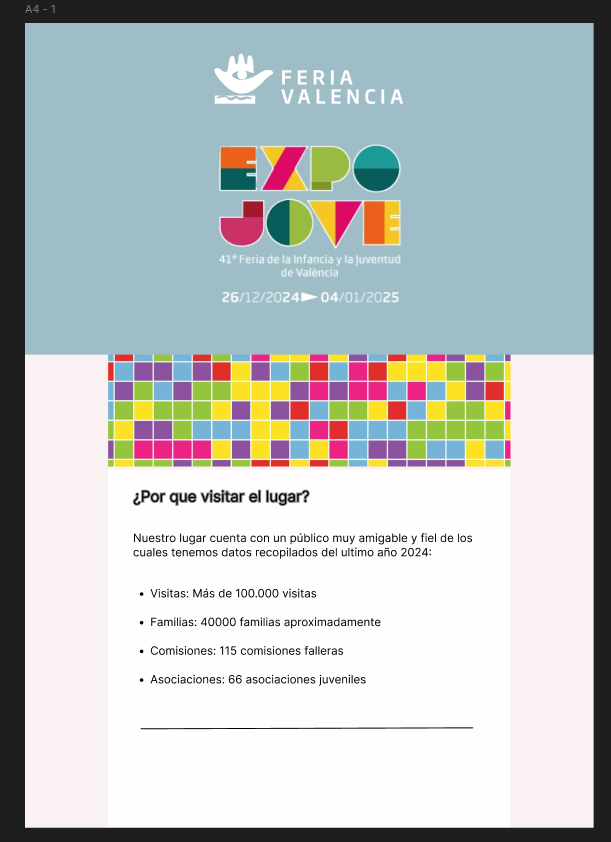 A4 - 1
FERIA
VALENCIA
EXPO
JOVE
41ª Feria de la Infancia y la Juventud
de València
26/12/2024 04/01/2025
¿Por que visitar el lugar?
Nuestro lugar cuenta con un público muy amigable y fiel de los
cuales tenemos datos recopilados del ultimo año 2024:
• Visitas: Más de 100.000 visitas
• Familias: 40000 familias aproximadamente
• Comisiones: 115 comisiones falleras
• Asociaciones: 66 asociaciones juveniles